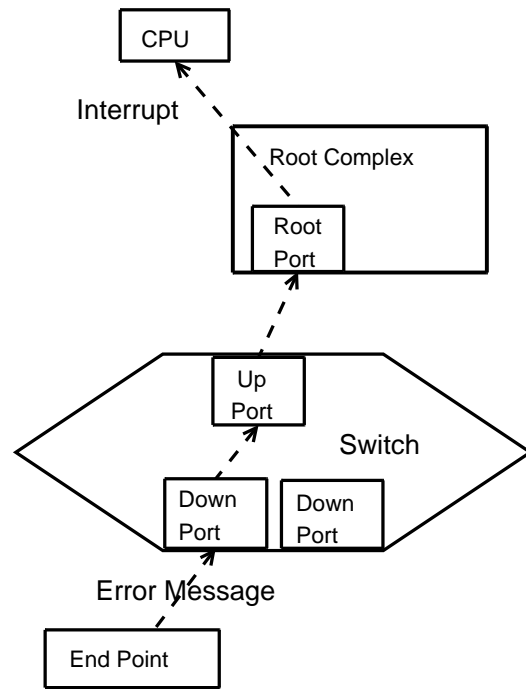 CPU
Interrupt
Root Complex
Root
Port
Up
Port
Switch
Down
Port
Down
Port
Error Message
End Point